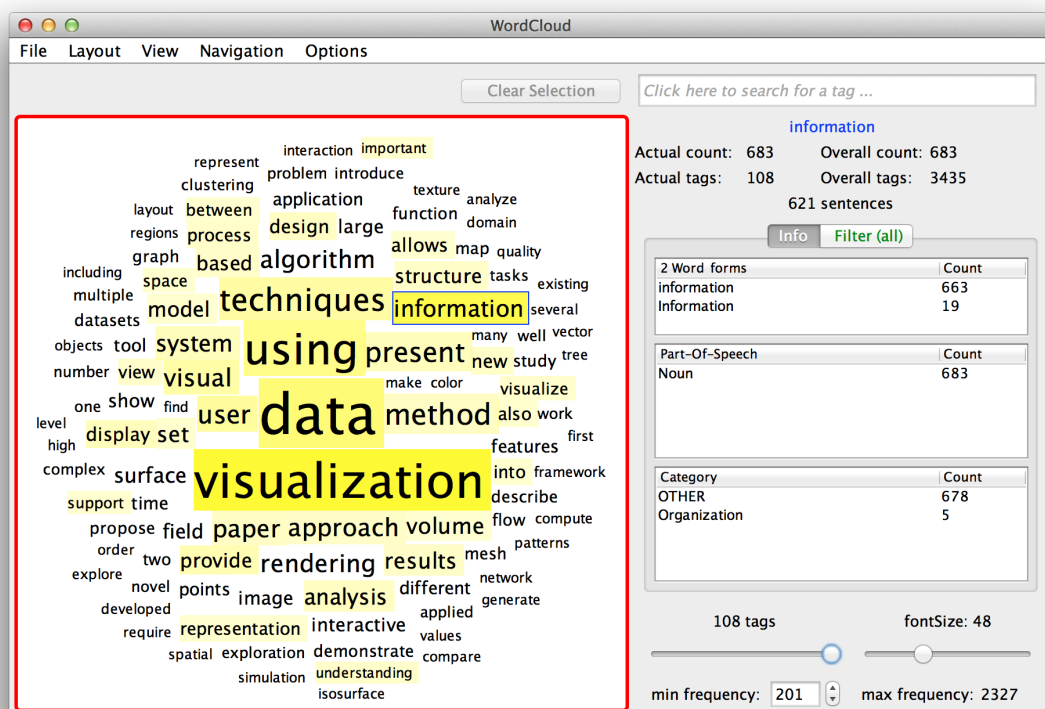 WordCloud
File Layout View Navigation Options
Clear Selection
Click here to search for a tag ...
interaction important
represent
problem introduce
clustering
texture
application
analyze
layout between
function
domain
design large
regions process
allows map quality
graph
based algorithm
including
structure tasks
space
existing
multiple
techniques
model
information several
datasets
many well vector
objects tool system
using present
new study tree
number view visual
make color
visualize
one show find
user data method also work
level
display set
first
high
features
complex surface visualization into framework
describe
support time
flow compute
propose field paper approach volume
patterns
order
two provide rendering results mesh
explore
network
novel points image analysis different
generate
developed
applied
require representation interactive
values
spatial exploration demonstrate compare
simulation understanding
isosurface
information
Actual count: 683 Overall count: 683
Actual tags: 108 Overall tags: 3435
621 sentences
Info Filter (all)
2 Word forms Count
information 663
Information 19
Part-Of-Speech Count
Noun 683
Category Count
OTHER 678
Organization 5
108 tags fontSize: 48
min frequency: 201 max frequency: 2327